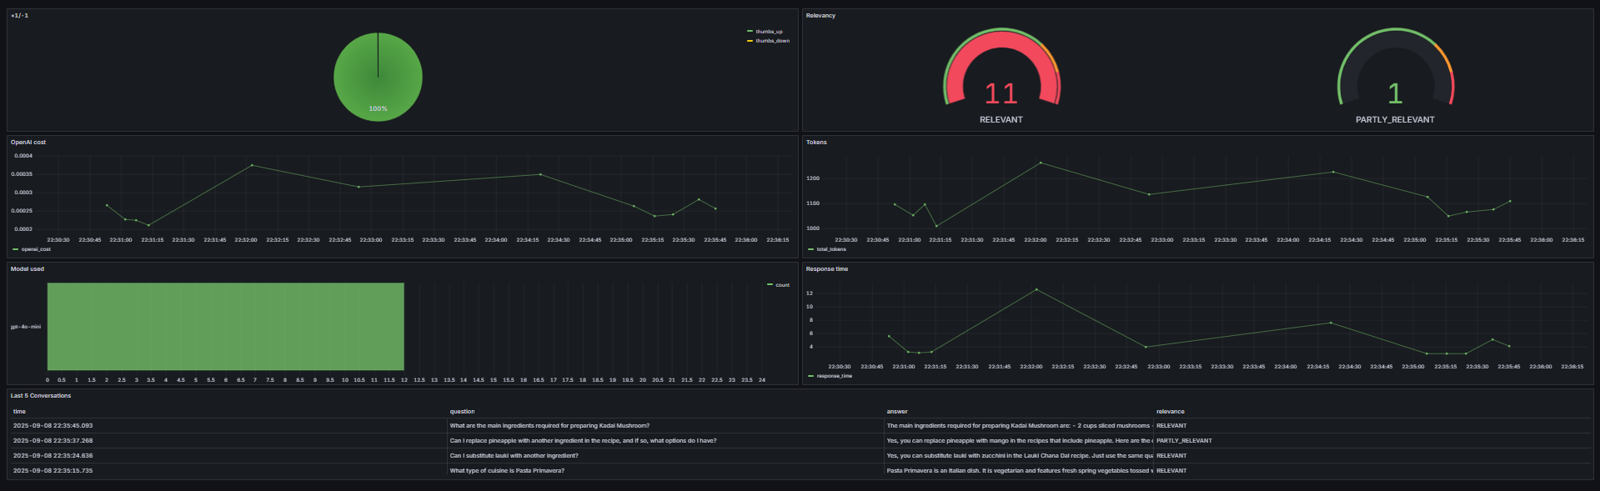 +1/-1
thumbs_up
thumbs_down
100%
Relevancy
11
RELEVANT
1
PARTLY_RELEVANT
OpenAI cost
0.0004
0.00035
0.0003
0.00025
0.0002
22:30:30 22:30:45 22:31:00 22:31:15 22:31:30 22:31:45 22:32:00 22:32:15 22:32:30 22:32:45 22:33:00 22:33:15 22:33:30 22:33:45 22:34:00 22:34:15 22:34:30 22:34:45 22:35:00 22:35:15 22:35:30 22:35:45 22:36:00 22:36:15
openai_cost
Tokens
1200
1100
1000
22:30:30 22:30:45 22:31:00 22:31:15 22:31:30 22:31:45 22:32:00 22:32:15 22:32:30 22:32:45 22:33:00 22:33:15 22:33:30 22:33:45 22:34:00 22:34:15 22:34:30 22:34:45 22:35:00 22:35:15 22:35:30 22:35:45 22:36:00 22:36:15
total_tokens
Model used
count
gpt-4o-mini
0 0.5 1 1.5 2 2.5 3 3.5 4 4.5 5 5.5 6 6.5 7 7.5 8 8.5 9 9.5 10 10.5 11 11.5 12 12.5 13 13.5 14 14.5 15 15.5 16 16.5 17 17.5 18 18.5 19 19.5 20 20.5 21 21.5 22 22.5 23 23.5 24
Response time
12
10
8
6
4
22:30:30 22:30:45 22:31:00 22:31:15 22:31:30 22:31:45 22:32:00 22:32:15 22:32:30 22:32:45 22:33:00 22:33:15 22:33:30 22:33:45 22:34:00 22:34:15 22:34:30 22:34:45 22:35:00 22:35:15 22:35:30 22:35:45 22:36:00 22:36:15
response_time
Last 5 Conversations
time question answer relevance
2025-09-08 22:35:45.093 What are the main ingredients required for preparing Kadai Mushroom? The main ingredients required for preparing Kadai Mushroom are: - 2 cups sliced mushrooms - RELEVANT
2025-09-08 22:35:37.268 Can I replace pineapple with another ingredient in the recipe, and if so, what options do I have? Yes, you can replace pineapple with mango in the recipes that include pineapple. Here are the PARTLY_RELEVANT
2025-09-08 22:35:24.636 Can I substitute lauki with another ingredient? Yes, you can substitute lauki with zucchini in the Lauki Chana Dal recipe. Just use the same RELEVANT
2025-09-08 22:35:15.735 What type of cuisine is Pasta Primavera? Pasta Primavera is an Italian dish. It is vegetarian and features fresh spring vegetables tossed RELEVANT